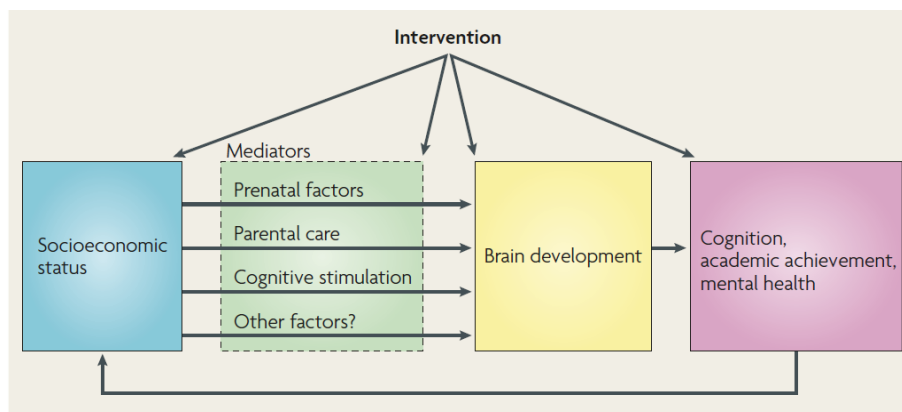 Intervention
Mediators
Socioeconomic
status
Prenatal factors
Parental care
Cognitive stimulation
Other factors?
Brain development
Cognition,
academic achievement,
mental health